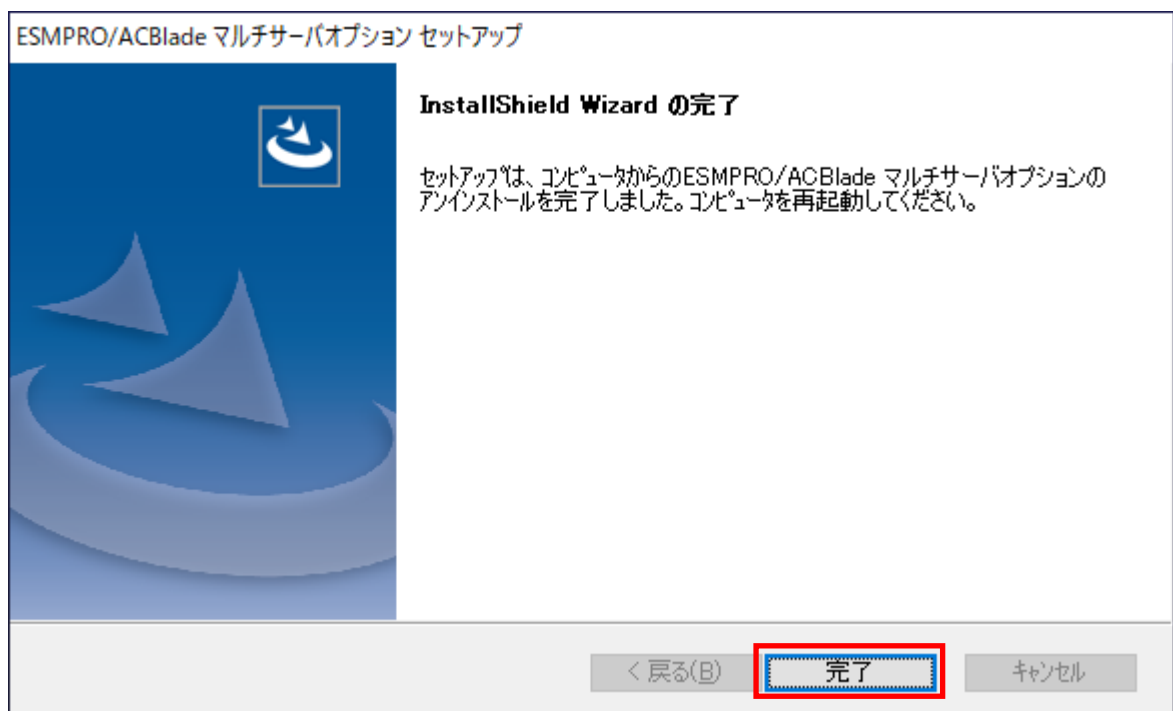 ESMPRO/ACBlade マルチサーバオプション セットアップ
InstallShield Wizard の完了
セットアップは、コンピュータからのESMPRO/ACBlade マルチサーバオプションの
アンインストールを完了しました。コンピュータを再起動してください。
< 戻る(B)
完了
キャンセル